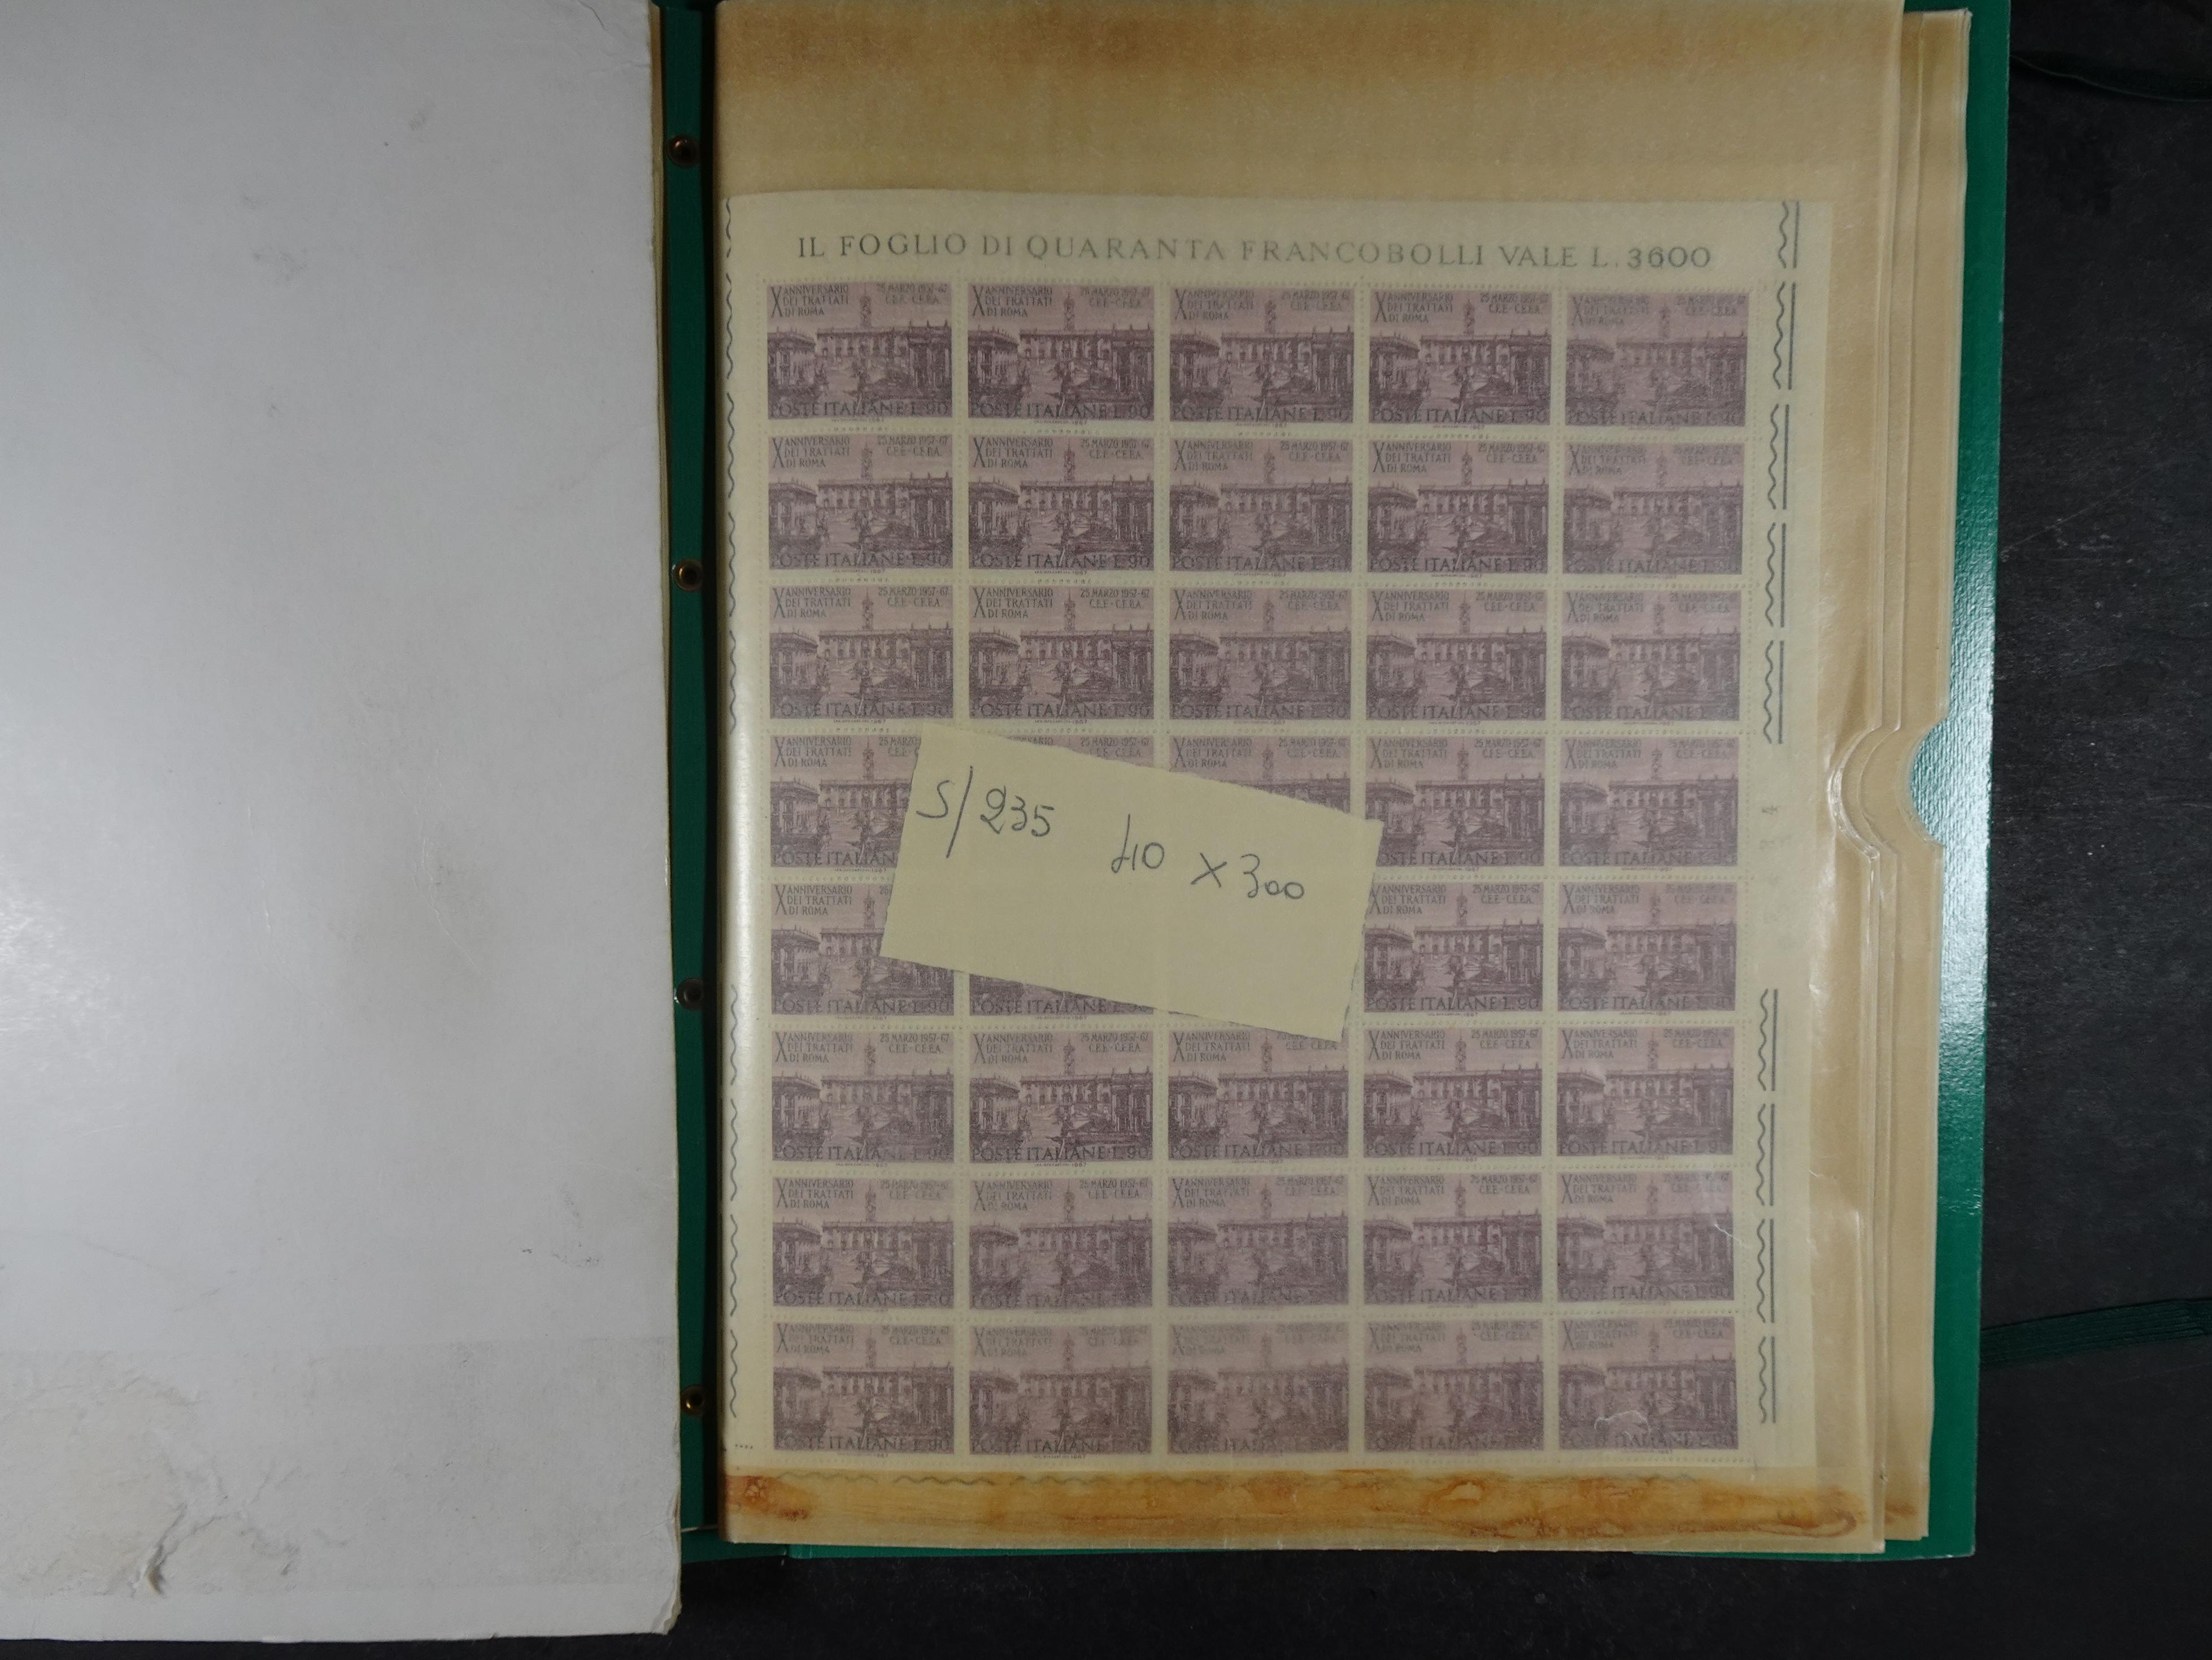 IL FOGLIO DI QUARANTA FRANCOBOLLI VALE L. 3600
X ANNIVERSARIO
DEI TRATTATI
DI ROMA
25 MARZO 1957-67
C.E.E.-C.E.E.A.
POSTE ITALIANE L. 90
S/235 40 x 300